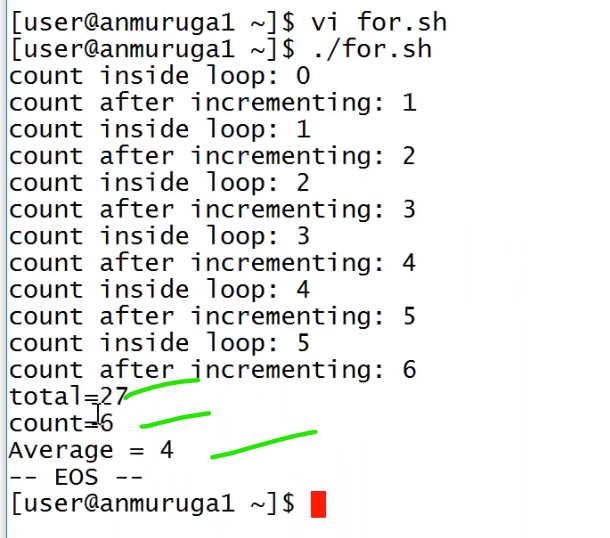 [user@anmuruga1 ~]$ vi for.sh
[user@anmuruga1 ~]$ ./for.sh
count inside loop: 0
count after incrementing: 1
count inside loop: 1
count after incrementing: 2
count inside loop: 2
count after incrementing: 3
count inside loop: 3
count after incrementing: 4
count inside loop: 4
count after incrementing: 5
count inside loop: 5
count after incrementing: 6
total=27
count=6
Average = 4
-- EOS --
[user@anmuruga1 ~]$